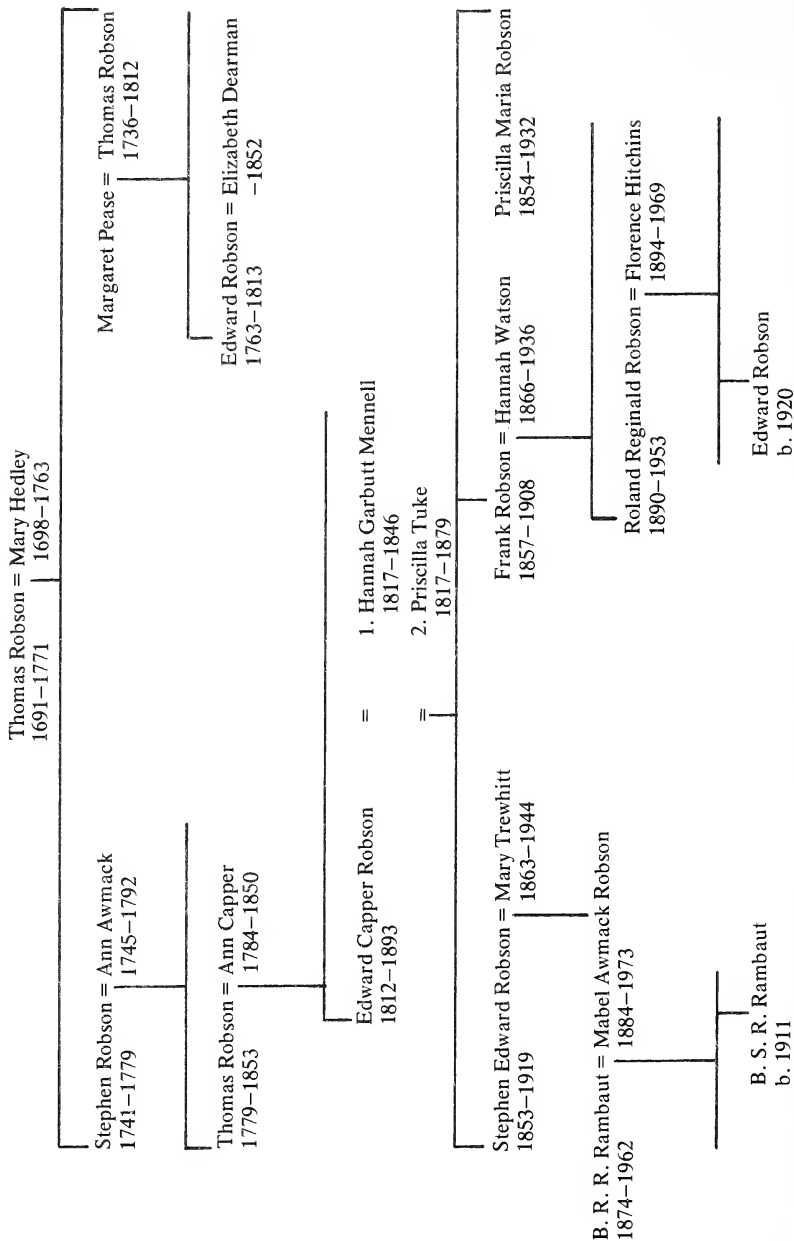 Thomas Robson = Mary Hedley
1691–1771 1698–1763
Stephen Robson = Ann Awmack
1741–1779 1745–1792
Margaret Pease = Thomas Robson
1736–1812
Thomas Robson = Ann Capper
1779–1853 1784–1850
Edward Robson = Elizabeth Dearman
1763–1813 –1852
Edward Capper Robson = 1. Hannah Garbutt Mennell
1812–1893 1817–1846
= 2. Priscilla Tuke
1817–1879
Stephen Edward Robson = Mary Trewhitt
1853–1919 1863–1944
Frank Robson = Hannah Watson
1857–1908 1866–1936
Priscilla Maria Robson
1854–1932
B. R. R. Rambaut = Mabel Awmack Robson
1874–1962 1884–1973
Roland Reginald Robson = Florence Hitchins
1890–1953 1894–1969
B. S. R. Rambaut
b. 1911
Edward Robson
b. 1920